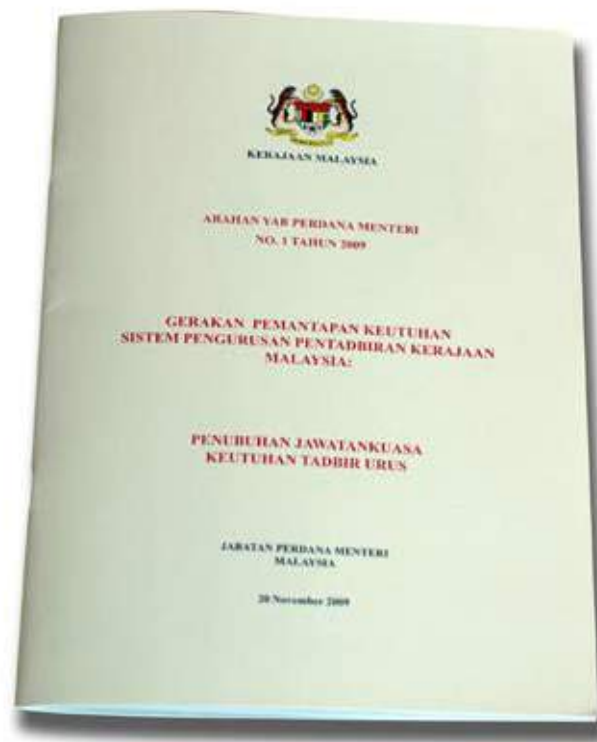 KERAJAAN MALAYSIA
ARAHAN YAB PERDANA MENTERI
NO. 1 TAHUN 2009
GERAKAN PEMANTAPAN KEUTUHAN
SISTEM PENGURUSAN PENTADBIRAN KERAJAAN
MALAYSIA:
PENUBUHAN JAWATANKUASA
KEUTUHAN TADBIR URUS
JABATAN PERDANA MENTERI
MALAYSIA
20 November 2009